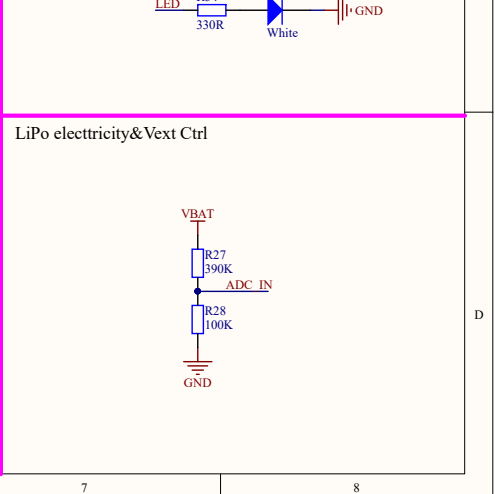 LED
330R
White
GND
LiPo electtricity&Vext Ctrl
VBAT
R27
390K
ADC_IN
R28
100K
GND
D
7
8